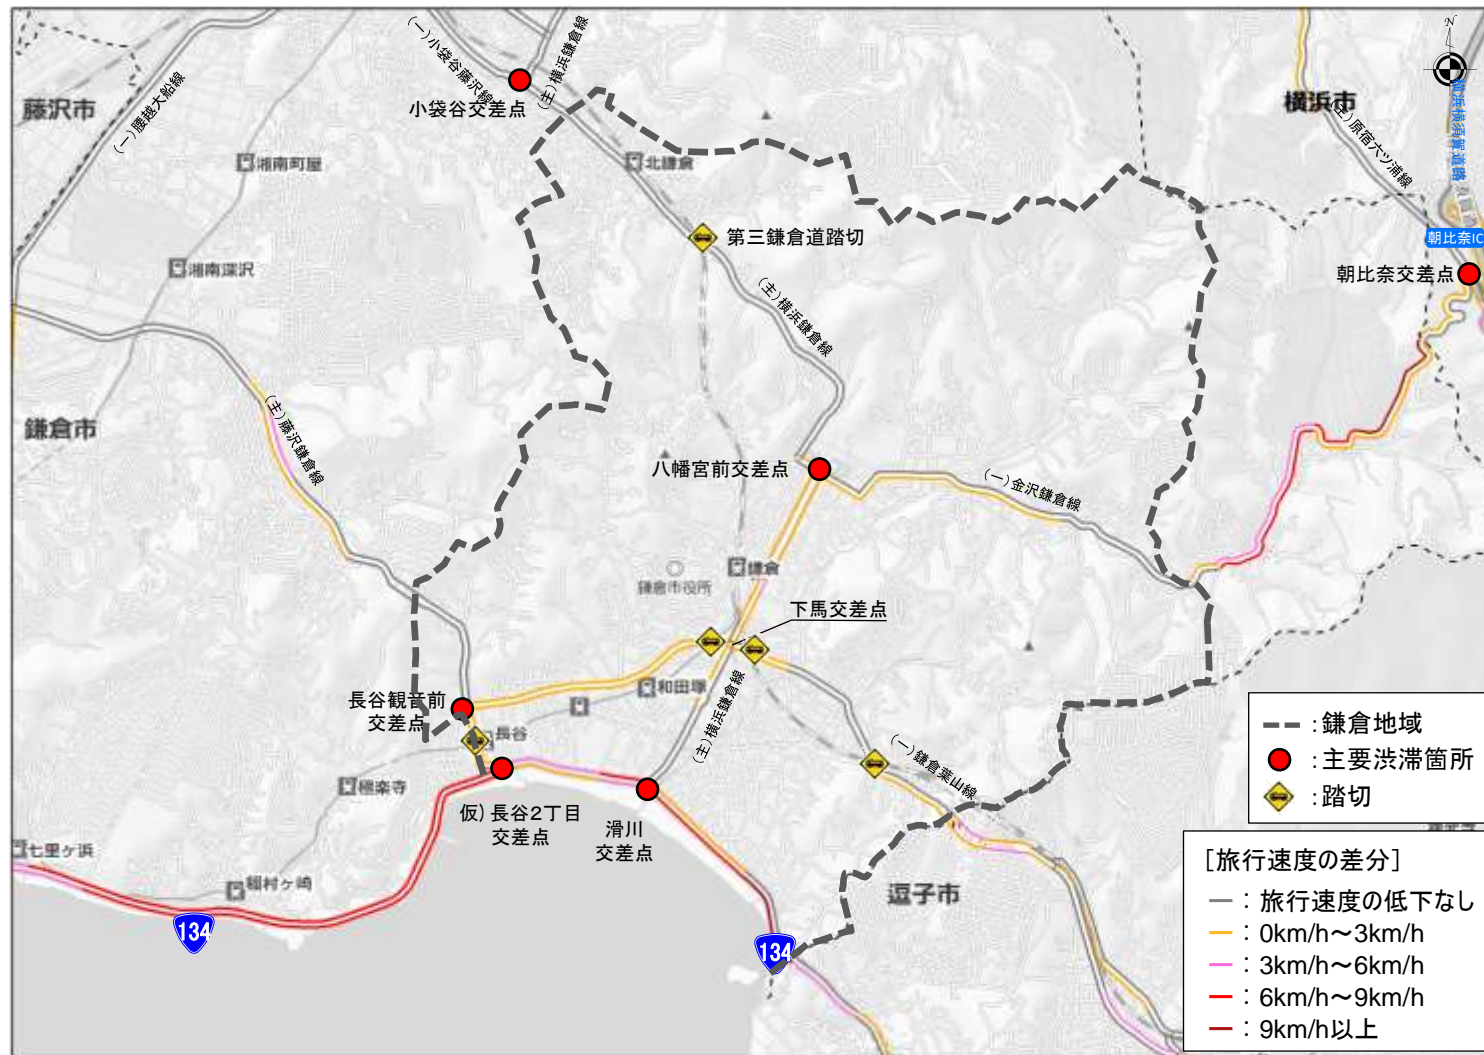 (一)小袋谷藤沢線
(主)横浜鎌倉線
N
藤沢市
(一)腰越大船線
小袋谷交差点
横浜市
(主)原宿六ツ浦線
横浜横須賀道路
湘南町屋
北鎌倉
第三鎌倉道踏切
朝比奈IC
朝比奈交差点
湘南深沢
(主)横浜鎌倉線
鎌倉市
(主)藤沢鎌倉線
八幡宮前交差点
(一)金沢鎌倉線
鎌倉
鎌倉市役所
下馬交差点
和田塚
長谷観音前
交差点
長谷
(主)横浜鎌倉線
(一)鎌倉葉山線
極楽寺
仮)長谷2丁目
交差点
滑川
交差点
七里ヶ浜
稲村ヶ崎
134
134
逗子市
:鎌倉地域
:主要渋滞箇所
:踏切
[旅行速度の差分]
:旅行速度の低下なし
:0km/h～3km/h
:3km/h～6km/h
:6km/h～9km/h
:9km/h以上